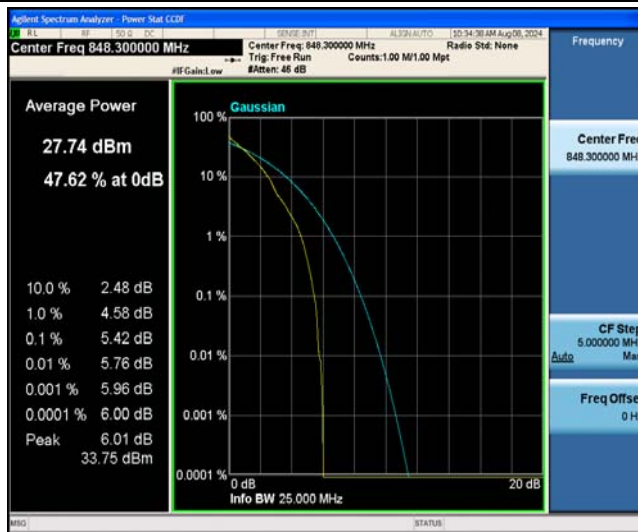 Agilent Spectrum Analyzer - Power Stat CCDF
RL RF 50 Ω DC SENSE:INT ALIGN AUTO 10:34:38 AM Aug 08, 2024
Center Freq 848.300000 MHz
Center Freq: 848.300000 MHz Radio Std: None
Trig: Free Run Counts:1.00 M/1.00 Mpt
#IFGain:Low #Atten: 46 dB
Frequency
Average Power
27.74 dBm
47.62 % at 0dB
10.0 % 2.48 dB
1.0 % 4.58 dB
0.1 % 5.42 dB
0.01 % 5.76 dB
0.001 % 5.96 dB
0.0001 % 6.00 dB
Peak 6.01 dB
33.75 dBm
Gaussian
100 %
10 %
1 %
0.1 %
0.01 %
0.001 %
0.0001 %
0 dB 20 dB
Info BW 25.000 MHz
Center Freq
848.300000 MH
CF Step
5.000000 MH
Auto Ma
Freq Offse
0 H
MSG STATUS